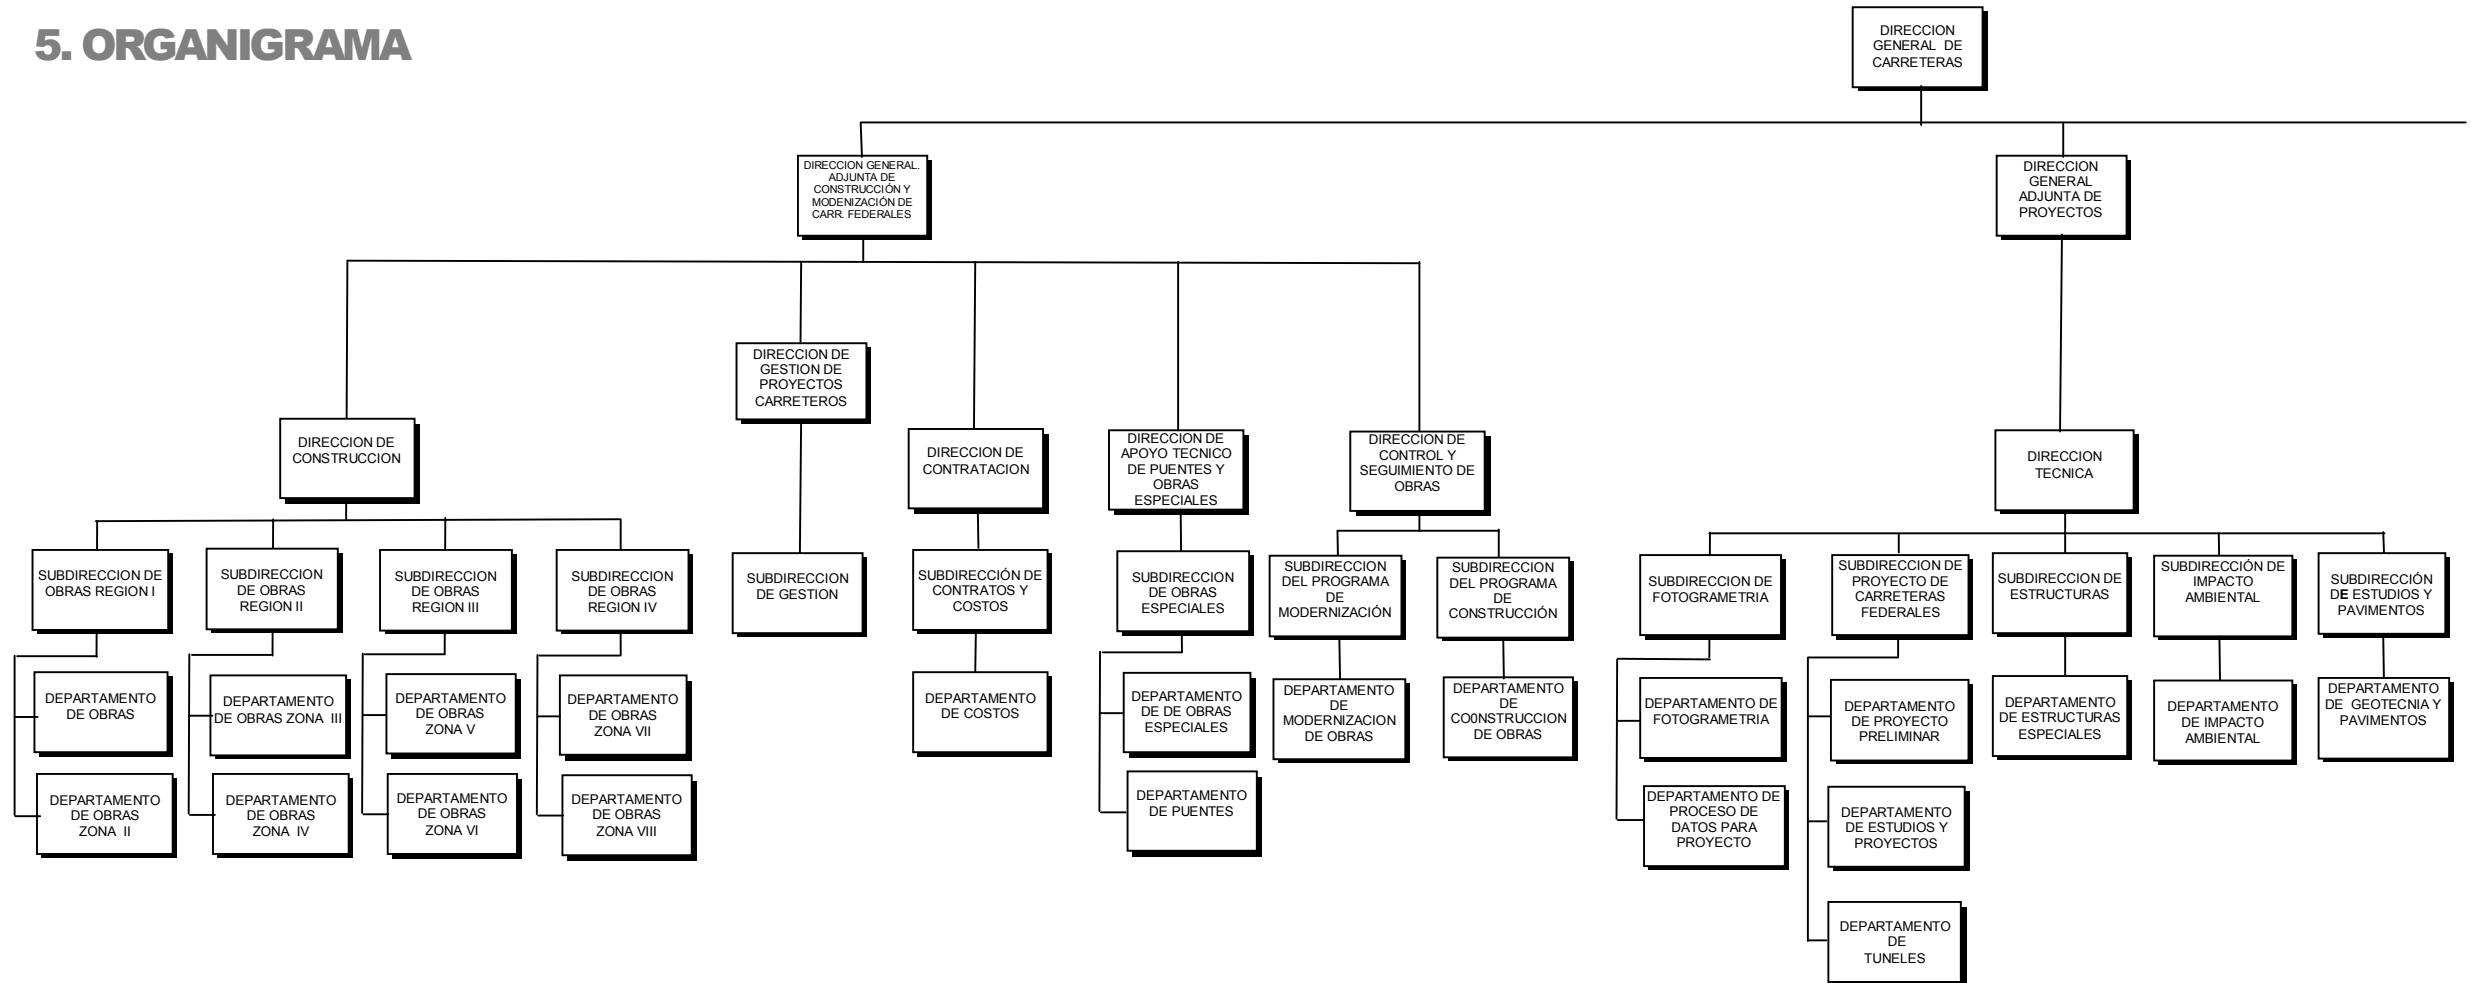 5. ORGANIGRAMA
DIRECCION
GENERAL DE
CARRETERAS
DIRECCION GENERAL.
ADJUNTA DE
CONSTRUCCIÓN Y
MODENIZACIÓN DE
CARR. FEDERALES
DIRECCION
GENERAL
ADJUNTA DE
PROYECTOS
DIRECCION DE
GESTION DE
PROYECTOS
CARRETEROS
DIRECCION DE
CONSTRUCCION
DIRECCION DE
CONTRATACION
DIRECCION DE
APOYO TECNICO
DE PUENTES Y
OBRAS
ESPECIALES
DIRECCION DE
CONTROL Y
SEGUIMIENTO DE
OBRAS
DIRECCION
TECNICA
SUBDIRECCION DE
OBRAS REGION I
SUBDIRECCION
DE OBRAS
REGION II
SUBDIRECCION
DE OBRAS
REGION III
SUBDIRECCION
DE OBRAS
REGION IV
SUBDIRECCION
DE GESTION
SUBDIRECCIÓN DE
CONTRATOS Y
COSTOS
SUBDIRECCION
DE OBRAS
ESPECIALES
SUBDIRECCION
DEL PROGRAMA
DE
MODERNIZACIÓN
SUBDIRECCION
DEL PROGRAMA
DE
CONSTRUCCIÓN
SUBDIRECCION DE
FOTOGRAMETRIA
SUBDIRECCION DE
PROYECTO DE
CARRETERAS
FEDERALES
SUBDIRECCION DE
ESTRUCTURAS
SUBDIRECCIÓN DE
IMPACTO
AMBIENTAL
SUBDIRECCIÓN
DE ESTUDIOS Y
PAVIMENTOS
DEPARTAMENTO
DE OBRAS
DEPARTAMENTO
DE OBRAS ZONA III
DEPARTAMENTO
DE OBRAS
ZONA V
DEPARTAMENTO
DE OBRAS
ZONA VII
DEPARTAMENTO
DE COSTOS
DEPARTAMENTO
DE DE OBRAS
ESPECIALES
DEPARTAMENTO
DE
MODERNIZACION
DE OBRAS
DEPARTAMENTO
DE
CO0NSTRUCCION
DE OBRAS
DEPARTAMENTO DE
FOTOGRAMETRIA
DEPARTAMENTO
DE PROYECTO
PRELIMINAR
DEPARTAMENTO
DE ESTRUCTURAS
ESPECIALES
DEPARTAMENTO
DE IMPACTO
AMBIENTAL
DEPARTAMENTO
DE GEOTECNIA Y
PAVIMENTOS
DEPARTAMENTO
DE OBRAS
ZONA II
DEPARTAMENTO
DE OBRAS
ZONA IV
DEPARTAMENTO
DE OBRAS
ZONA VI
DEPARTAMENTO
DE OBRAS
ZONA VIII
DEPARTAMENTO
DE PUENTES
DEPARTAMENTO DE
PROCESO DE
DATOS PARA
PROYECTO
DEPARTAMENTO
DE ESTUDIOS Y
PROYECTOS
DEPARTAMENTO
DE
TUNELES